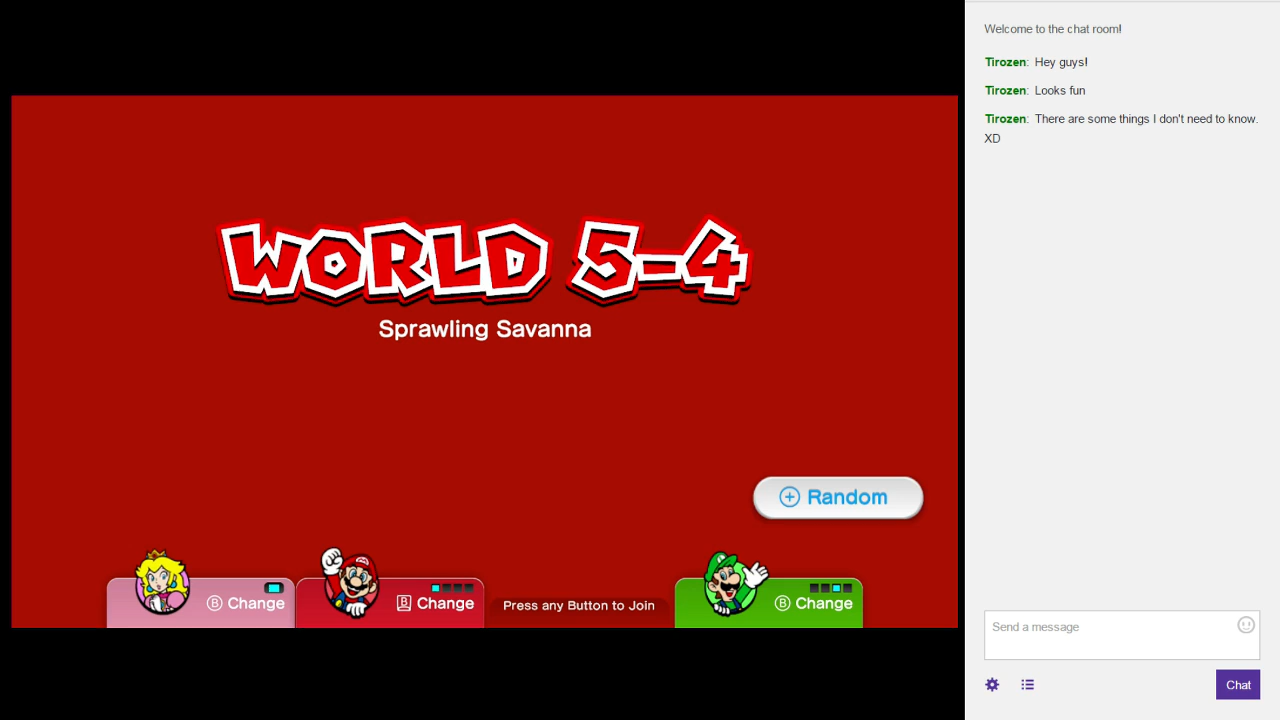 WORLD 5-4
Sprawling Savanna
+ Random
B Change
B Change
Press any Button to Join
B Change
Welcome to the chat room!
Tirozen: Hey guys!
Tirozen: Looks fun
Tirozen: There are some things I don't need to know.
XD
Send a message
Chat